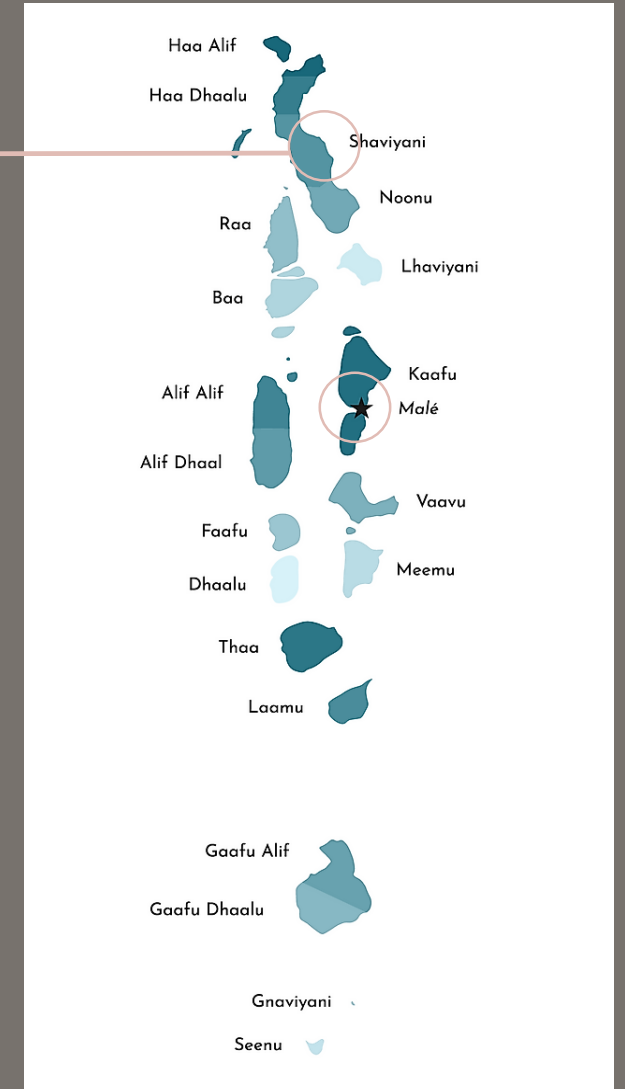 Haa Alif
Haa Dhaalu
Shaviyani
Noonu
Raa
Lhaviyani
Baa
Kaafu
Alif Alif
Malé
Alif Dhaal
Vaavu
Faafu
Meemu
Dhaalu
Thaa
Laamu
Gaafu Alif
Gaafu Dhaalu
Gnaviyani
Seenu